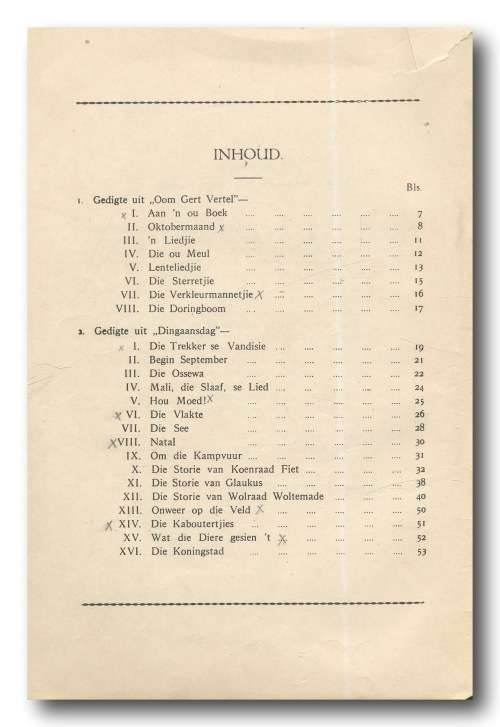 INHOUD.
Bls.
1. Gedigte uit „Oom Gert Vertel”—
x I. Aan 'n ou Boek .... .... .... .... .... .... 7
II. Oktobermaand x .... .... .... .... .... .... 8
III. 'n Liedjie .... .... .... .... .... .... 11
IV. Die ou Meul .... .... .... .... .... .... 12
V. Lenteliedjie .... .... .... .... .... .... 13
VI. Die Sterretjie .... .... .... .... .... .... 15
VII. Die Verkleurmannetjie x .... .... .... .... .... 16
VIII. Die Doringboom .... .... .... .... .... .... 17
2. Gedigte uit „Dingaansdag”—
x I. Die Trekker se Vandisie .... .... .... .... .... 19
II. Begin September .... .... .... .... .... .... 21
III. Die Ossewa .... .... .... .... .... .... 22
IV. Mali, die Slaaf, se Lied .... .... .... .... .... 24
V. Hou Moed! x .... .... .... .... .... .... 25
x VI. Die Vlakte .... .... .... .... .... .... 26
VII. Die See .... .... .... .... .... .... 28
x VIII. Natal .... .... .... .... .... .... 30
IX. Om die Kampvuur .... .... .... .... .... .... 31
X. Die Storie van Koenraad Fiet .... .... .... .... 32
XI. Die Storie van Glaukus .... .... .... .... .... 38
XII. Die Storie van Wolraad Woltemade .... .... .... 40
XIII. Onweer op die Veld x .... .... .... .... .... 50
x XIV. Die Kaboutertjies .... .... .... .... .... .... 51
XV. Wat die Diere gesien 't x .... .... .... .... 52
XVI. Die Koningstad .... .... .... .... .... .... 53